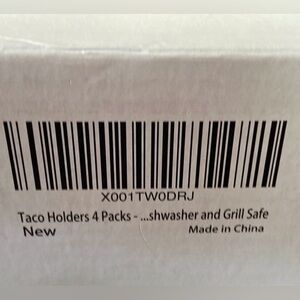 X001TW0DRJ
Taco Holders 4 Packs - ...shwasher and Grill Safe
New Made in China